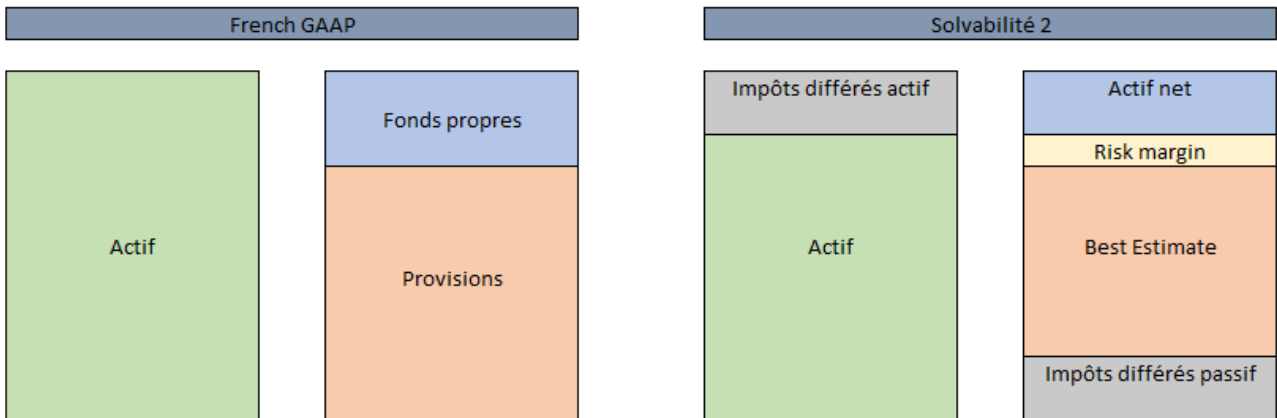 French GAAP
Solvabilité 2
Actif
Fonds propres
Provisions
Impôts différés actif
Actif
Actif net
Risk margin
Best Estimate
Impôts différés passif